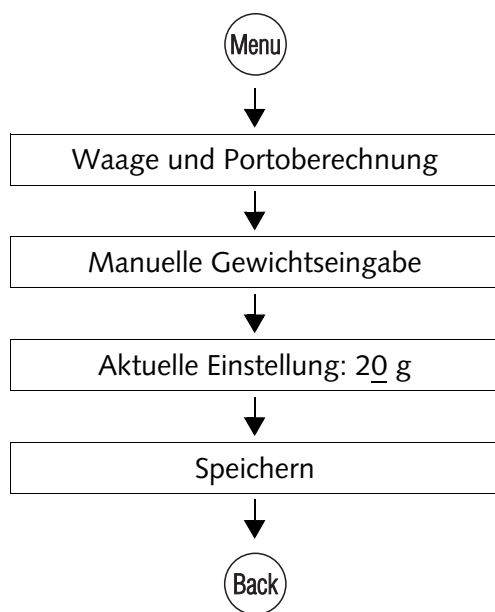 Menu
Waage und Portoberechnung
Manuelle Gewichtseingabe
Aktuelle Einstellung: 20 g
Speichern
Back